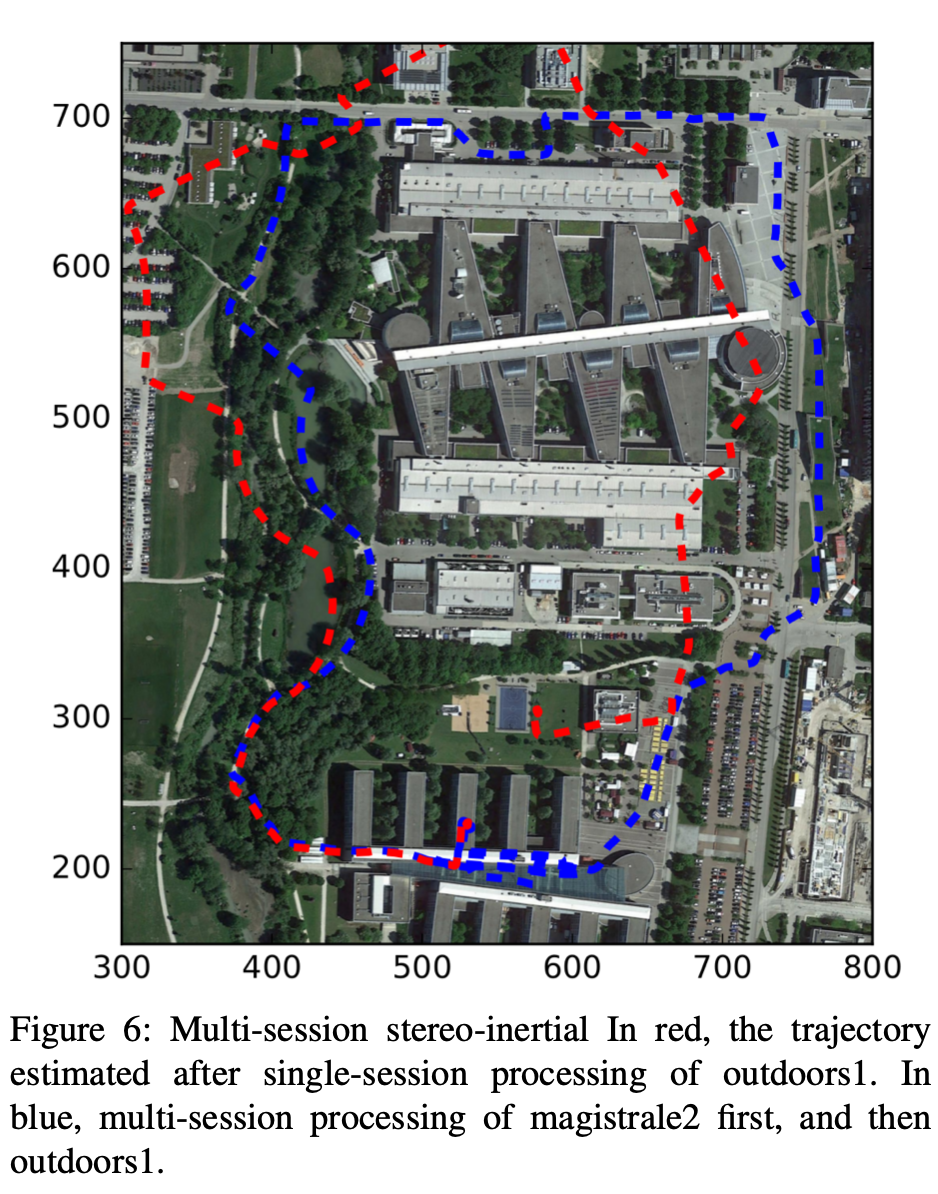 700
600
500
400
300
200
300 400 500 600 700 800
Figure 6: Multi-session stereo-inertial In red, the trajectory
estimated after single-session processing of outdoors1. In
blue, multi-session processing of magistrale2 first, and then
outdoors1.